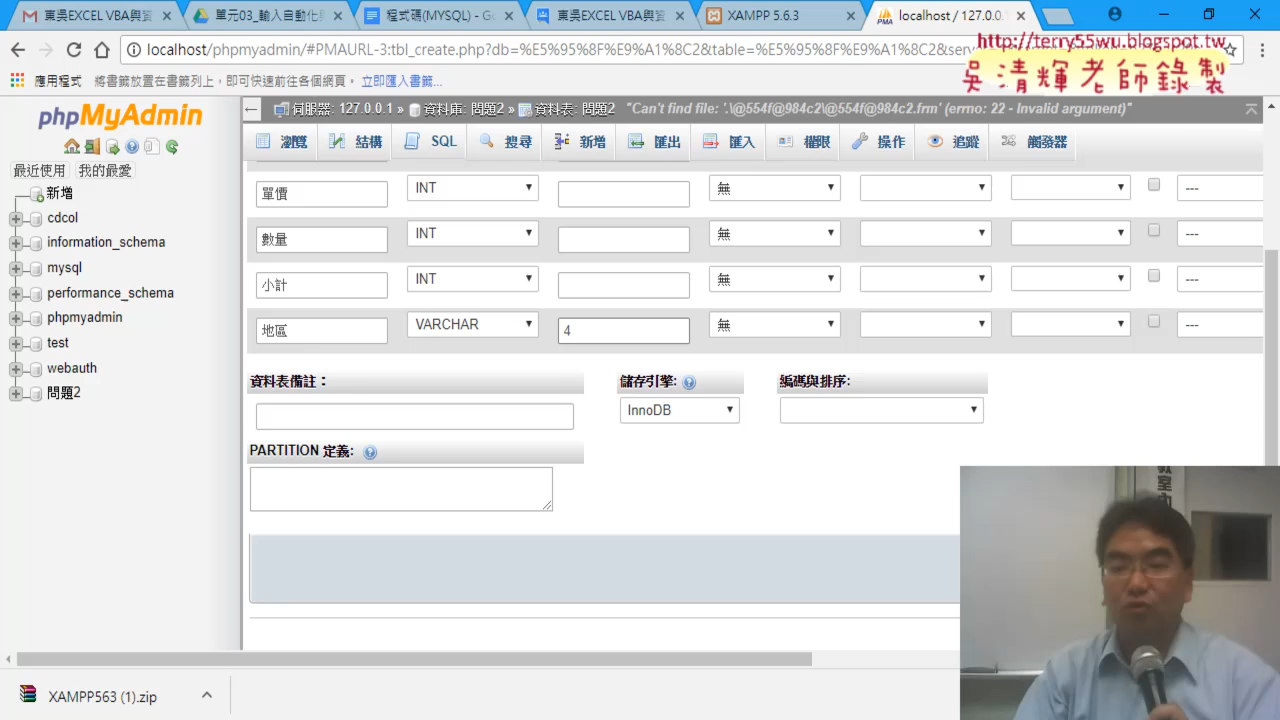 東吳EXCEL VBA與資
單元03_輸入自動化與
程式碼(MYSQL) - Go
東吳EXCEL VBA與資
XAMPP 5.6.3
localhost / 127.0.0.
localhost/phpmyadmin/#PMAURL-3:tbl_create.php?db=%E5%95%8F%E9%A1%8C2&table=%E5%95%8F%E9%A1%8C2&serv
http://terry55wu.blogspot.tw
吳清輝老師錄製
應用程式 將書籤放置在書籤列上，即可快速前往各個網頁。 立即匯入書籤...
phpMyAdmin
最近使用 我的最愛
新增
cdcol
information_schema
mysql
performance_schema
phpmyadmin
test
webauth
問題2
伺服器: 127.0.0.1 » 資料庫: 問題2 » 資料表: 問題2 "Can't find file: '.\@554f@984c2\@554f@984c2.frm' (errno: 22 - Invalid argument)"
瀏覽 結構 SQL 搜尋 新增 匯出 匯入 權限 操作 追蹤 觸發器
單價 INT 無 ---
數量 INT 無 ---
小計 INT 無 ---
地區 VARCHAR 4 無 ---
資料表備註： 儲存引擎: 編碼與排序:
InnoDB
PARTITION 定義:
XAMPP563 (1).zip